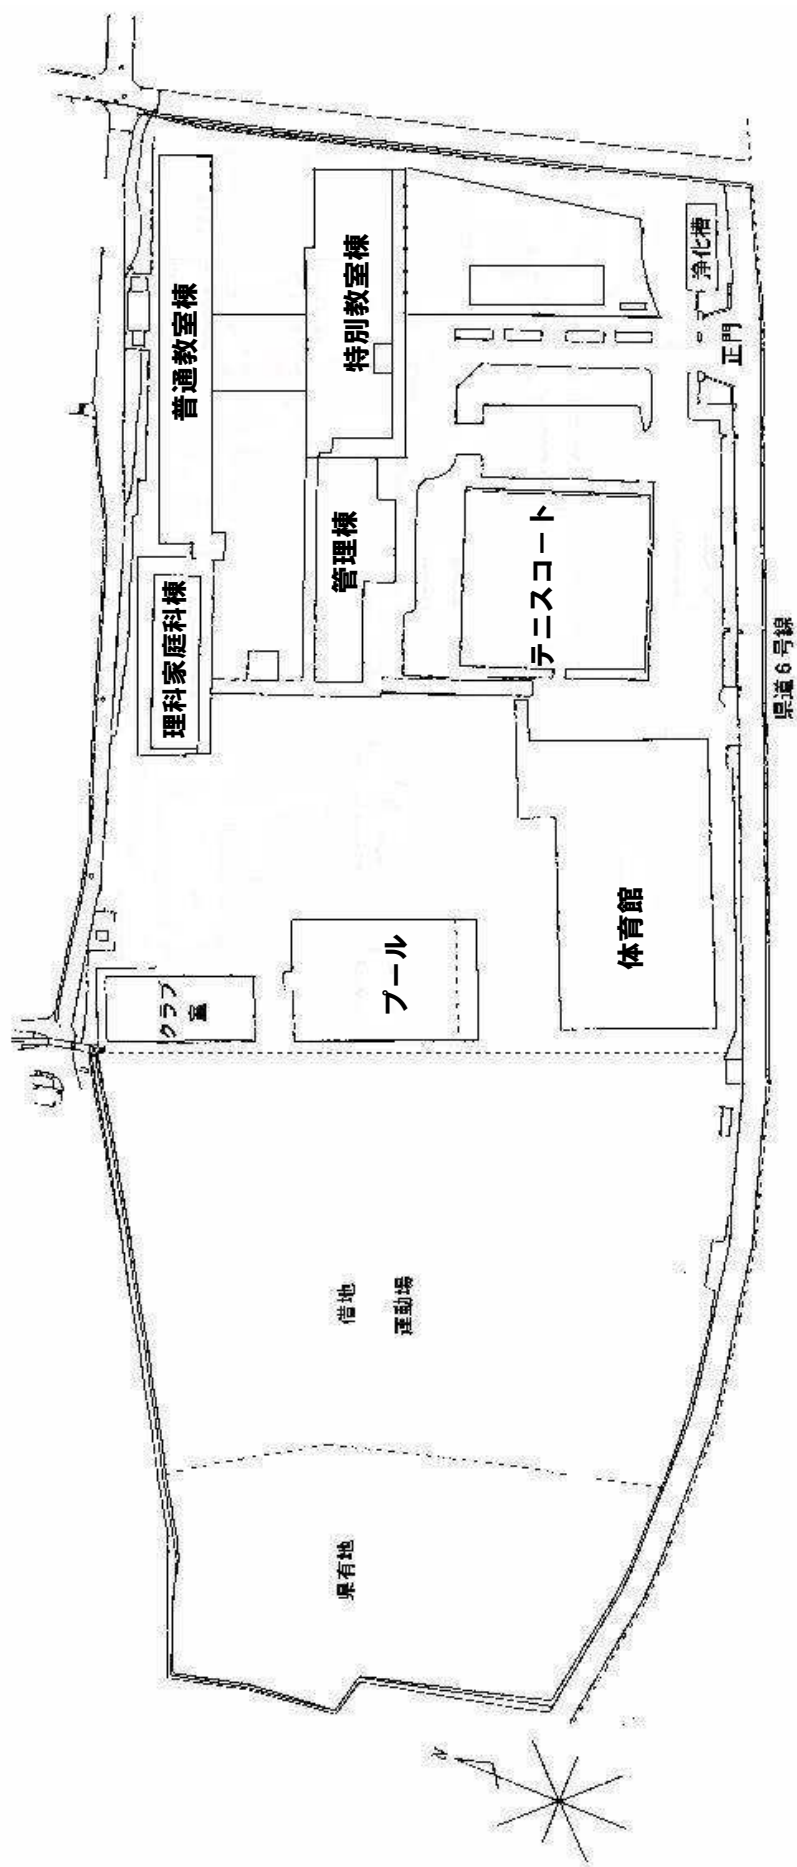 県有地
借地
運動場
クラブ
室
プール
体育館
理科家庭科棟
管理棟
テニスコート
県道6号線
普通教室棟
特別教室棟
正門
浄化槽
N